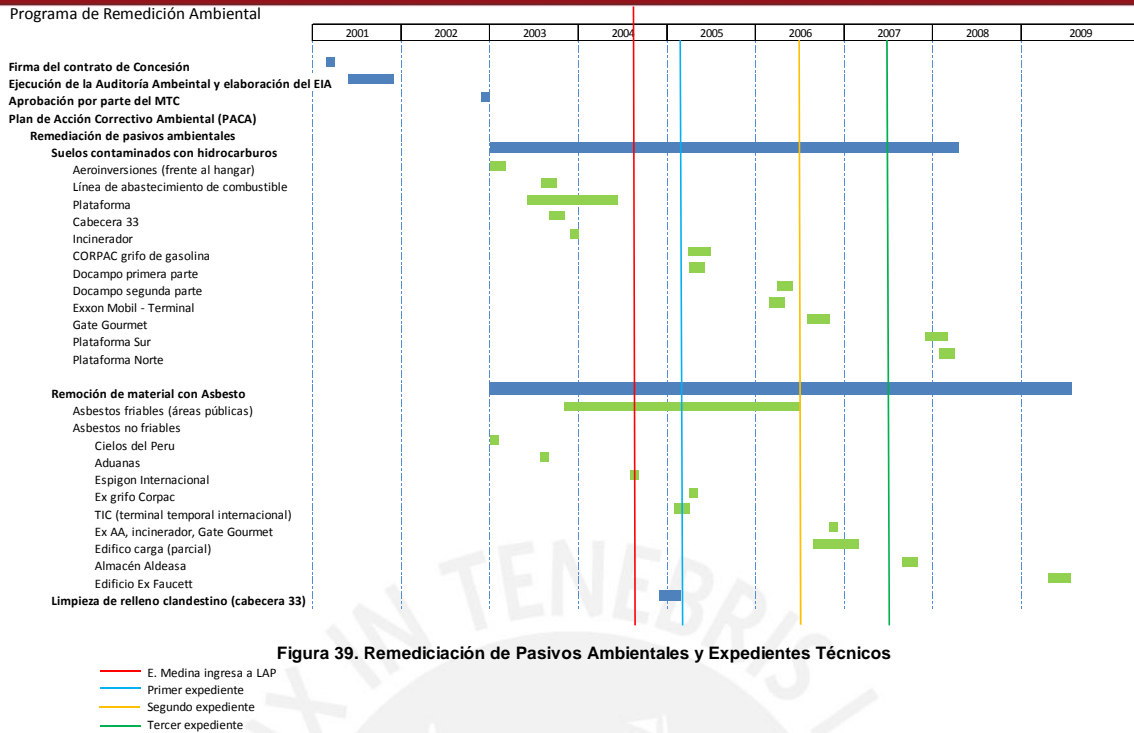 Programa de Remedición Ambiental
2001 2002 2003 2004 2005 2006 2007 2008 2009
Firma del contrato de Concesión
Ejecución de la Auditoría Ambeintal y elaboración del EIA
Aprobación por parte del MTC
Plan de Acción Correctivo Ambiental (PACA)
Remediación de pasivos ambientales
Suelos contaminados con hidrocarburos
Aeroinversiones (frente al hangar)
Línea de abastecimiento de combustible
Plataforma
Cabecera 33
Incinerador
CORPAC grifo de gasolina
Docampo primera parte
Docampo segunda parte
Exxon Mobil - Terminal
Gate Gourmet
Plataforma Sur
Plataforma Norte
Remoción de material con Asbesto
Asbestos friables (áreas públicas)
Asbestos no friables
Cielos del Peru
Aduanas
Espigon Internacional
Ex grifo Corpac
TIC (terminal temporal internacional)
Ex AA, incinerador, Gate Gourmet
Edifico carga (parcial)
Almacén Aldeasa
Edificio Ex Faucett
Limpieza de relleno clandestino (cabecera 33)
Figura 39. Remediciación de Pasivos Ambientales y Expedientes Técnicos
E. Medina ingresa a LAP
Primer expediente
Segundo expediente
Tercer expediente
IN TENEBRIS